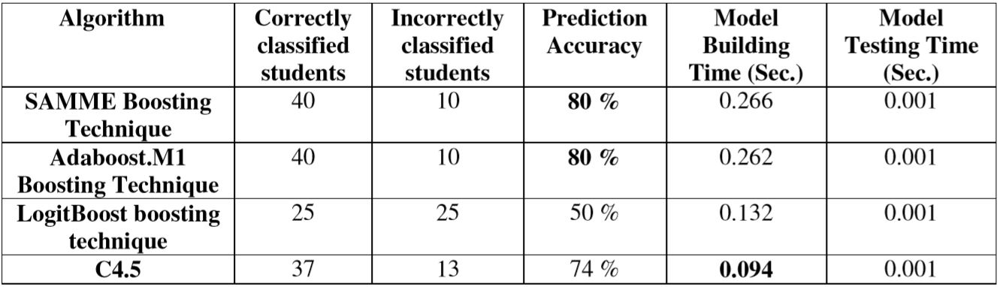 Algorithm Correctly classified students Incorrectly classified students Prediction Accuracy Model Building Time (Sec.) Model Testing Time (Sec.)
SAMME Boosting Technique 40 10 80 % 0.266 0.001
Adaboost.M1 Boosting Technique 40 10 80 % 0.262 0.001
LogitBoost boosting technique 25 25 50 % 0.132 0.001
C4.5 37 13 74 % 0.094 0.001